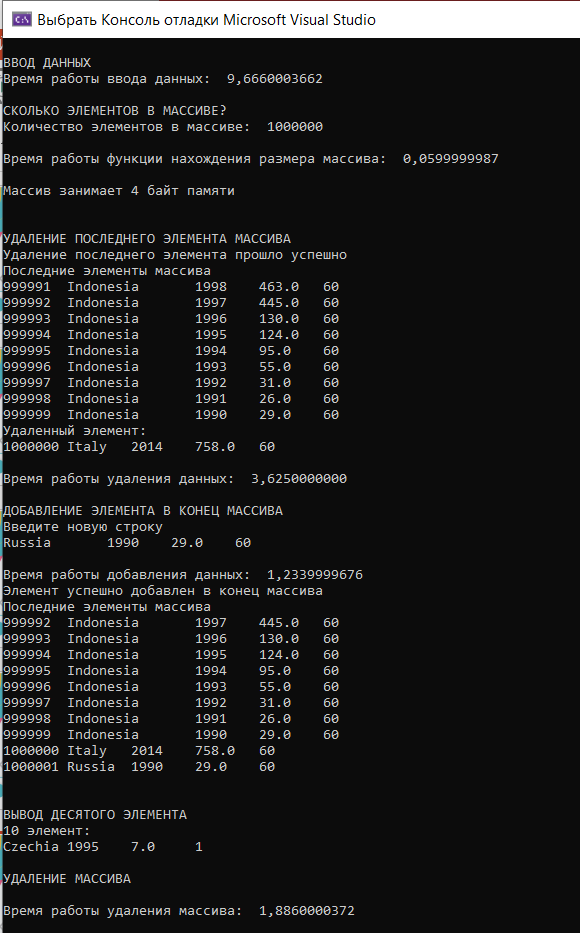 C:\ Выбрать Консоль отладки Microsoft Visual Studio
ВВОД ДАННЫХ
Время работы ввода данных:  9,6660003662
СКОЛЬКО ЭЛЕМЕНТОВ В МАССИВЕ?
Количество элементов в массиве:  1000000
Время работы функции нахождения размера массива:  0,0599999987
Массив занимает 4 байт памяти
УДАЛЕНИЕ ПОСЛЕДНЕГО ЭЛЕМЕНТА МАССИВА
Удаление последнего элемента прошло успешно
Последние элементы массива
999991  Indonesia       1998    463.0   60
999992  Indonesia       1997    445.0   60
999993  Indonesia       1996    130.0   60
999994  Indonesia       1995    124.0   60
999995  Indonesia       1994    95.0    60
999996  Indonesia       1993    55.0    60
999997  Indonesia       1992    31.0    60
999998  Indonesia       1991    26.0    60
999999  Indonesia       1990    29.0    60
Удаленный элемент:
1000000 Italy   2014    758.0   60
Время работы удаления данных:  3,6250000000
ДОБАВЛЕНИЕ ЭЛЕМЕНТА В КОНЕЦ МАССИВА
Введите новую строку
Russia       1990    29.0    60
Время работы добавления данных:  1,2339999676
Элемент успешно добавлен в конец массива
Последние элементы массива
999992  Indonesia       1997    445.0   60
999993  Indonesia       1996    130.0   60
999994  Indonesia       1995    124.0   60
999995  Indonesia       1994    95.0    60
999996  Indonesia       1993    55.0    60
999997  Indonesia       1992    31.0    60
999998  Indonesia       1991    26.0    60
999999  Indonesia       1990    29.0    60
1000000 Italy   2014    758.0   60
1000001 Russia  1990    29.0    60
ВЫВОД ДЕСЯТОГО ЭЛЕМЕНТА
10 элемент:
Czechia 1995    7.0     1
УДАЛЕНИЕ МАССИВА
Время работы удаления массива:  1,8860000372